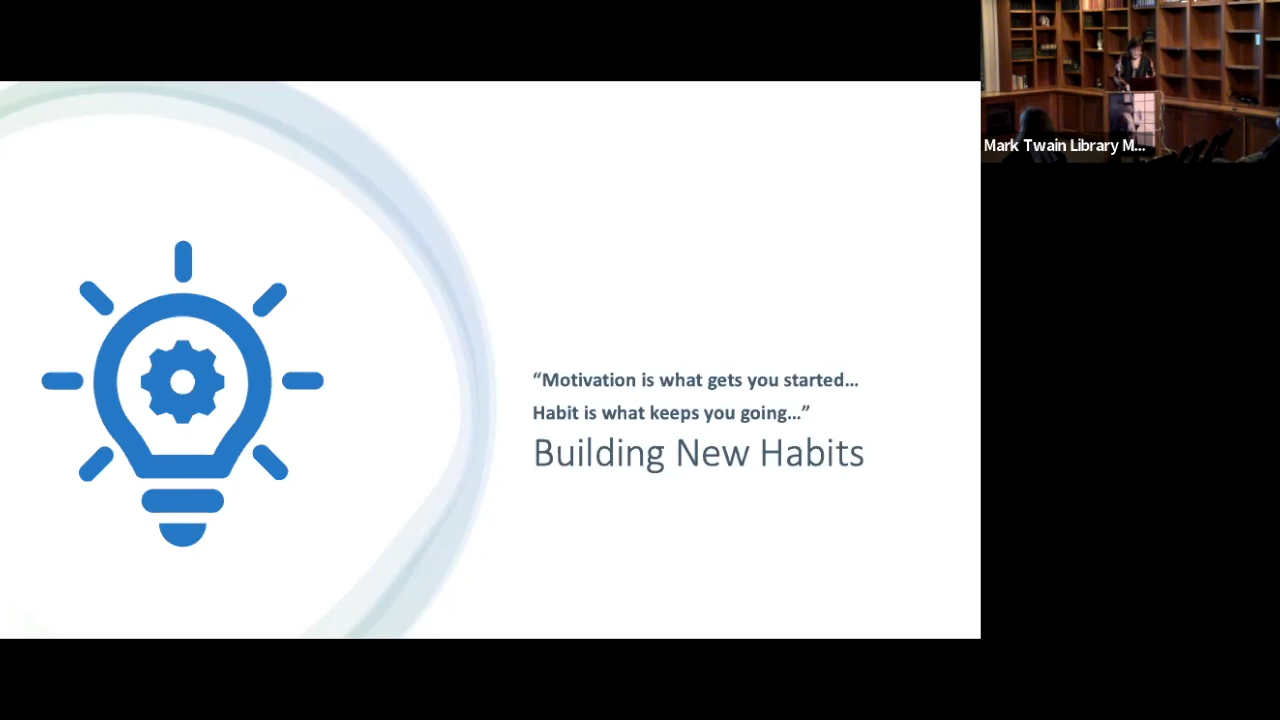 “Motivation is what gets you started…
Habit is what keeps you going…”
Building New Habits
Mark Twain Library M...